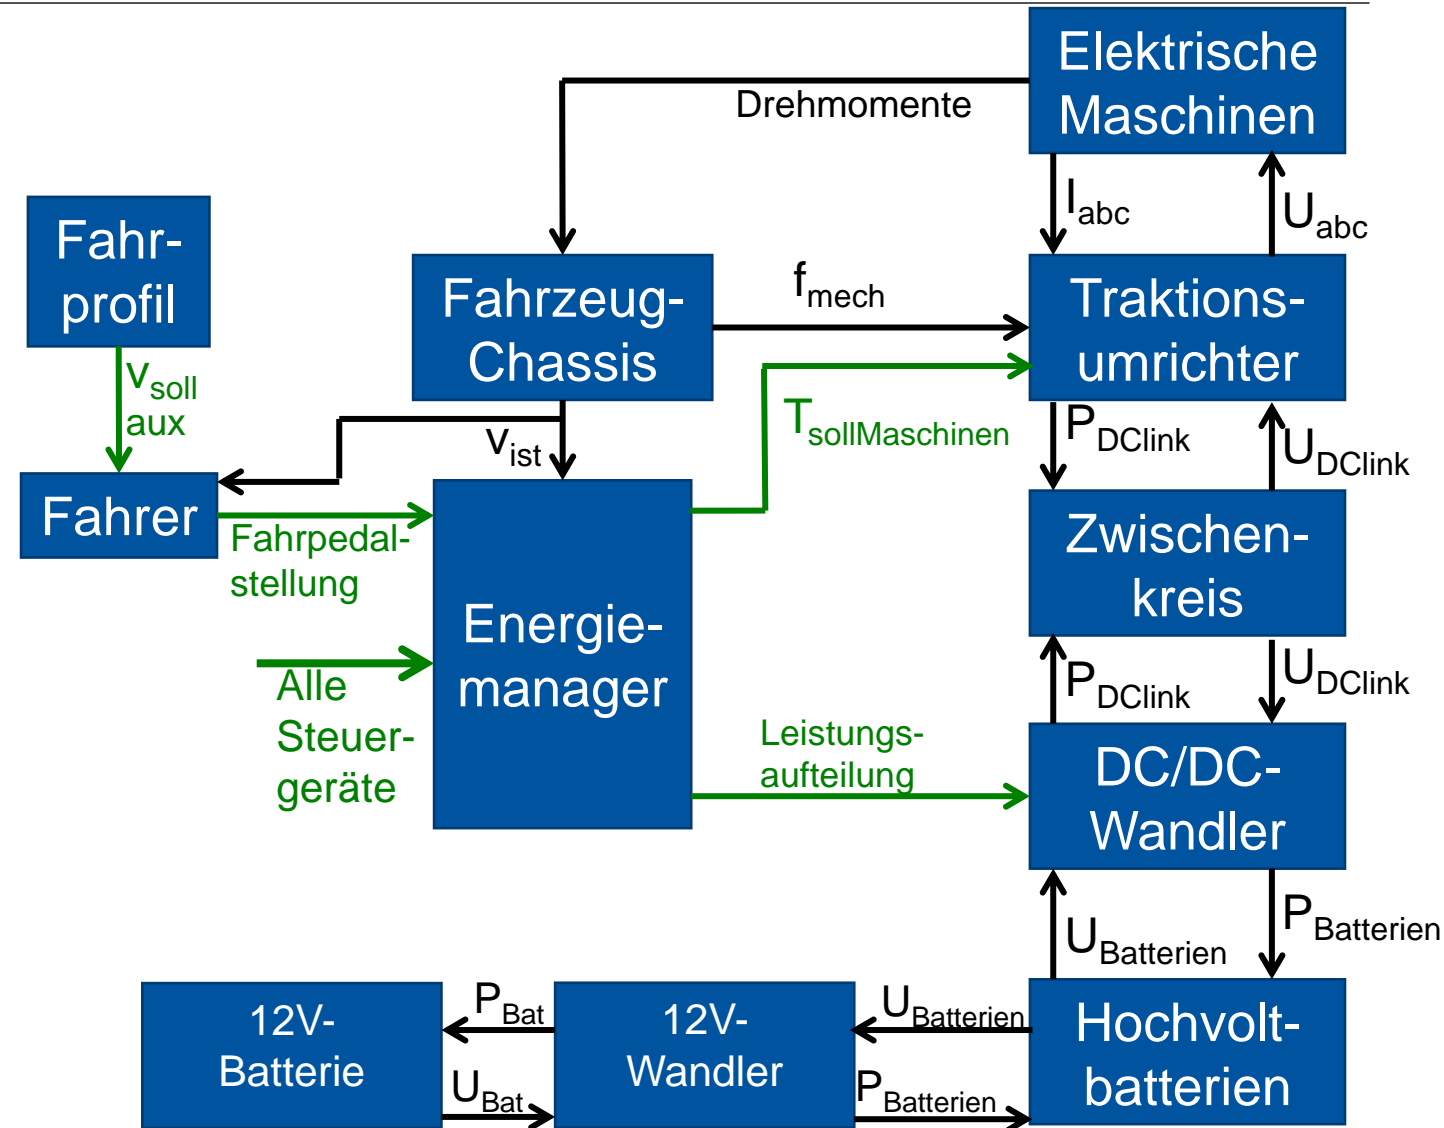 Elektrische
Maschinen
Drehmomente
I_abc
U_abc
Fahr-
profil
Fahrzeug-
Chassis
f_mech
Traktions-
umrichter
v_soll
aux
v_ist
T_sollMaschinen
P_DClink
U_DClink
Fahrer
Fahrpedal-
stellung
Zwischen-
kreis
Energie-
manager
Alle
Steuer-
geräte
P_DClink
U_DClink
Leistungs-
aufteilung
DC/DC-
Wandler
U_Batterien
P_Batterien
12V-
Batterie
P_Bat
U_Bat
12V-
Wandler
U_Batterien
P_Batterien
Hochvolt-
batterien